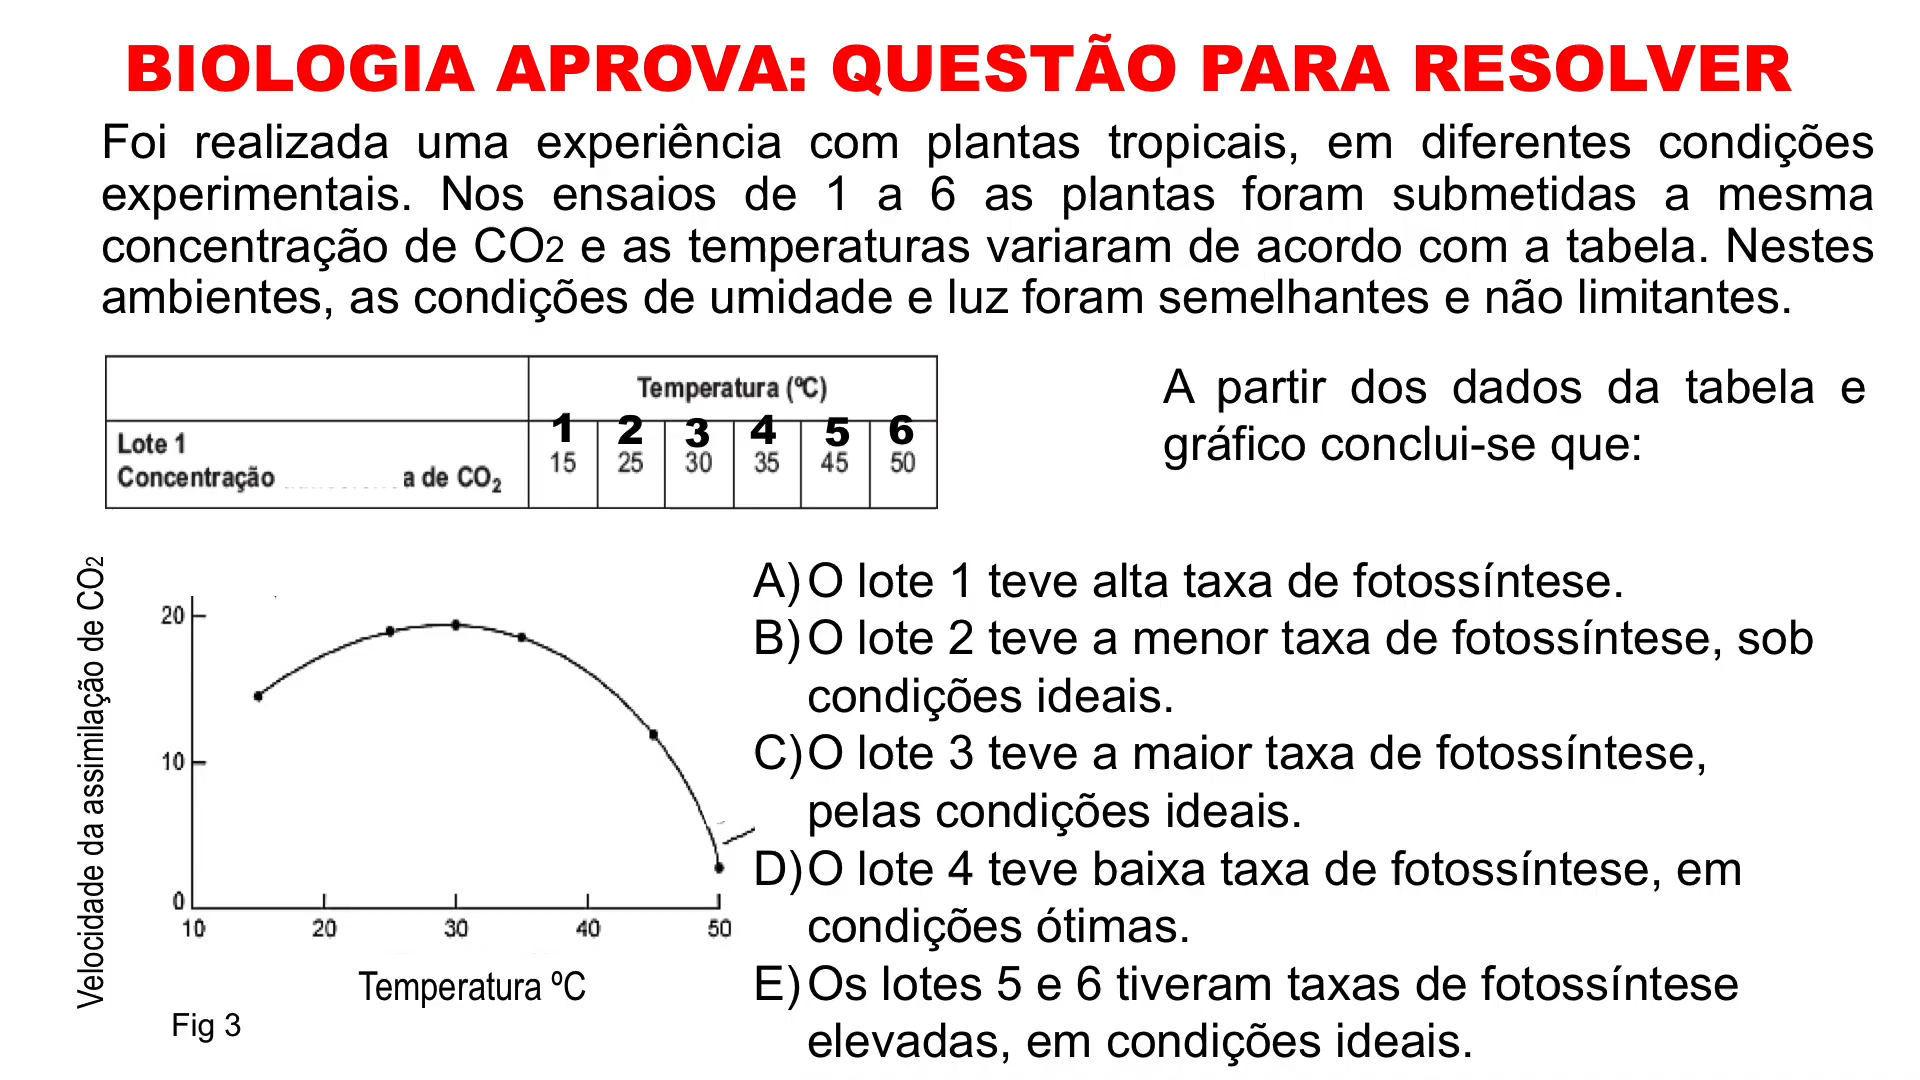 BIOLOGIA APROVA: QUESTÃO PARA RESOLVER
Foi realizada uma experiência com plantas tropicais, em diferentes condições
experimentais. Nos ensaios de 1 a 6 as plantas foram submetidas a mesma
concentração de CO2 e as temperaturas variaram de acordo com a tabela. Nestes
ambientes, as condições de umidade e luz foram semelhantes e não limitantes.
Temperatura (ºC)
1 2 3 4 5 6
Lote 1
Concentração a de CO2
15 25 30 35 45 50
A partir dos dados da tabela e
gráfico conclui-se que:
Velocidade da assimilação de CO2
20
10
0
10 20 30 40 50
Temperatura ºC
Fig 3
A) O lote 1 teve alta taxa de fotossíntese.
B) O lote 2 teve a menor taxa de fotossíntese, sob
condições ideais.
C) O lote 3 teve a maior taxa de fotossíntese,
pelas condições ideais.
D) O lote 4 teve baixa taxa de fotossíntese, em
condições ótimas.
E) Os lotes 5 e 6 tiveram taxas de fotossíntese
elevadas, em condições ideais.